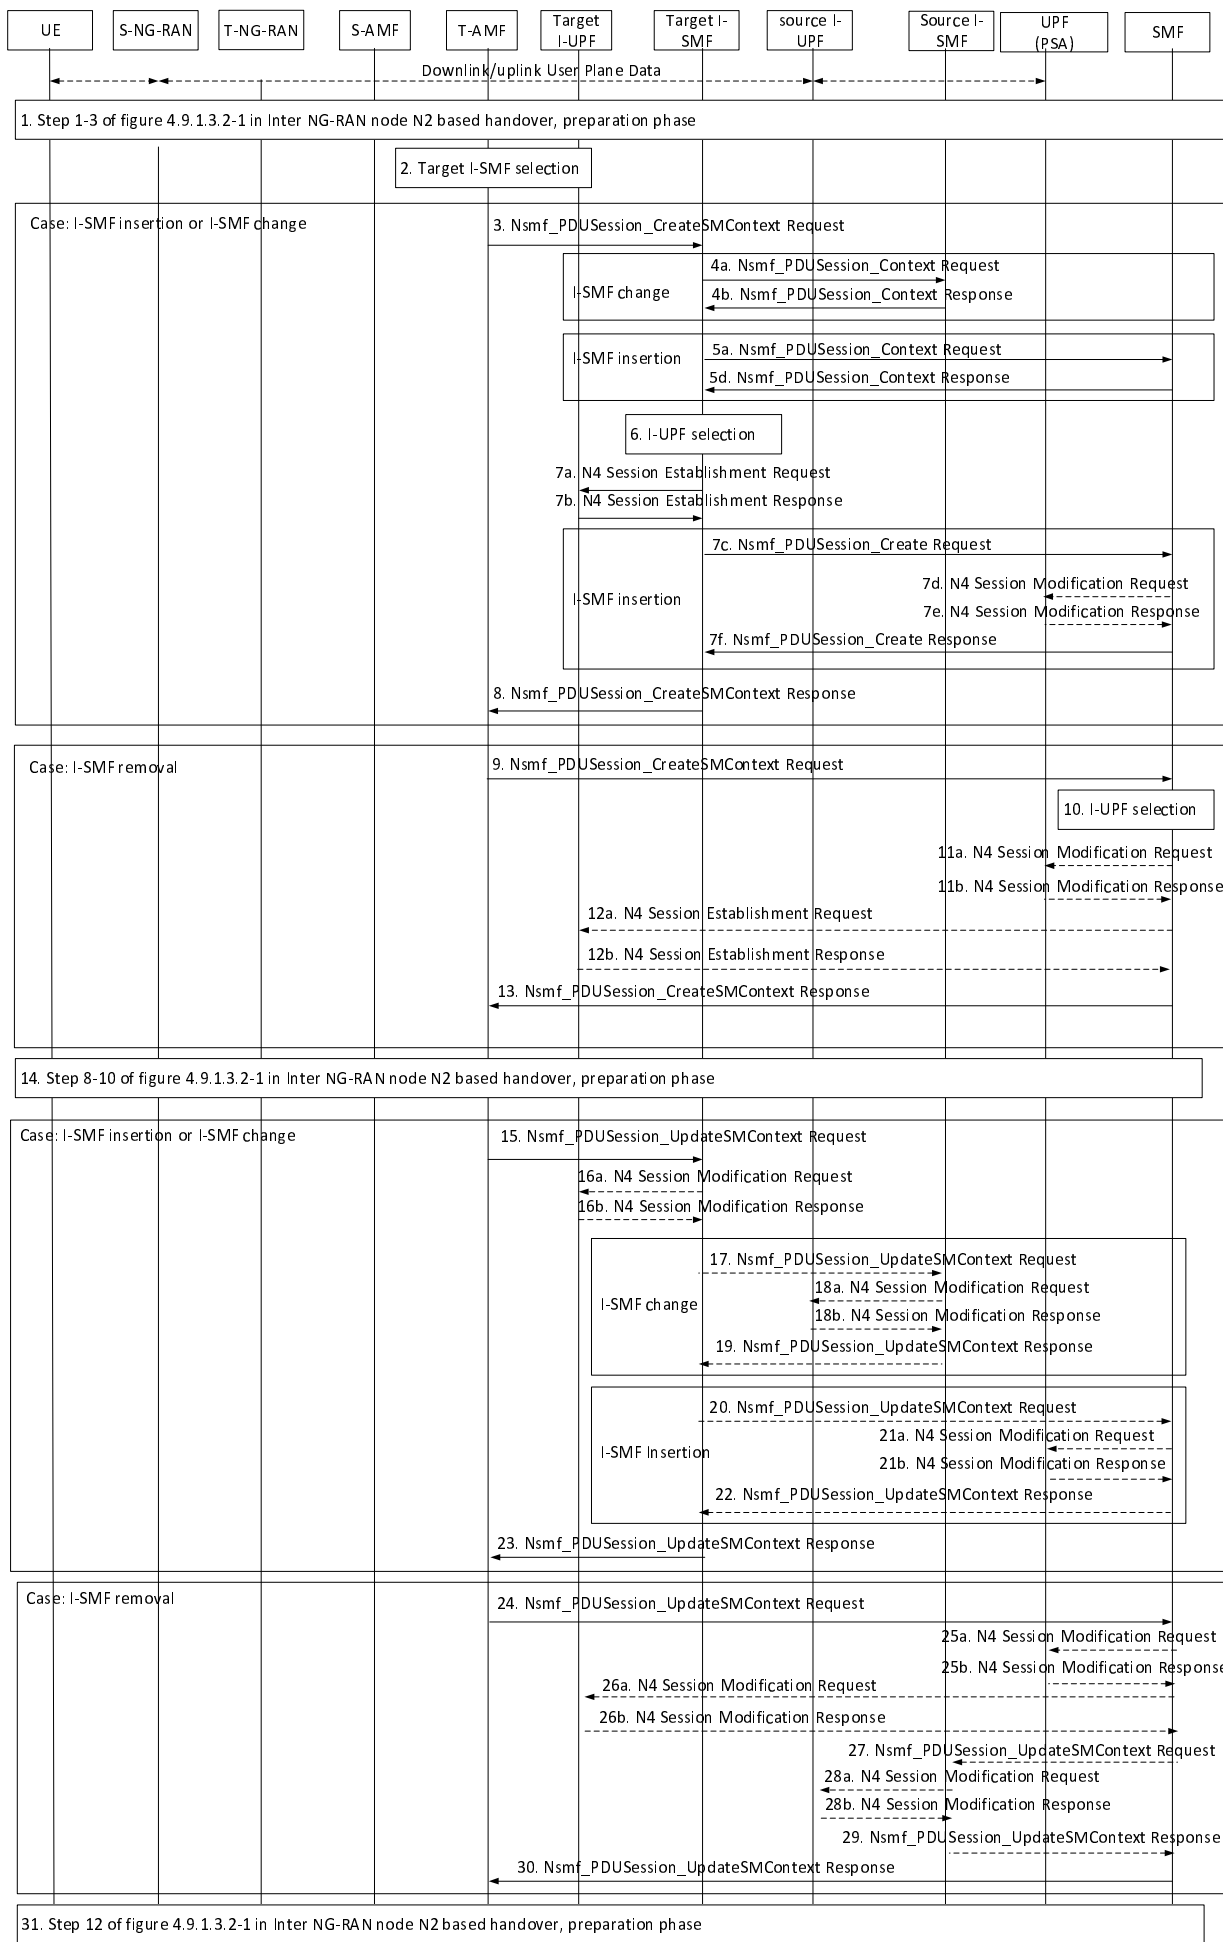 UE
S-NG-RAN
T-NG-RAN
S-AMF
T-AMF
Target
I-UPF
Target I-
SMF
source I-
UPF
Source I-
SMF
UPF
(PSA)
SMF
Downlink/uplink User Plane Data
1. Step 1-3 of figure 4.9.1.3.2-1 in Inter NG-RAN node N2 based handover, preparation phase
2. Target I-SMF selection
Case: I-SMF insertion or I-SMF change
3. Nsmf_PDUSession_CreateSMContext Request
4a. Nsmf_PDUSession_Context Request
I-SMF change
4b. Nsmf_PDUSession_Context Response
5a. Nsmf_PDUSession_Context Request
I-SMF insertion
5d. Nsmf_PDUSession_Context Response
6. I-UPF selection
7a. N4 Session Establishment Request
7b. N4 Session Establishment Response
7c. Nsmf_PDUSession_Create Request
7d. N4 Session Modification Request
I-SMF insertion
7e. N4 Session Modification Response
7f. Nsmf_PDUSession_Create Response
8. Nsmf_PDUSession_CreateSMContext Response
Case: I-SMF removal
9. Nsmf_PDUSession_CreateSMContext Request
10. I-UPF selection
11a. N4 Session Modification Request
11b. N4 Session Modification Response
12a. N4 Session Establishment Request
12b. N4 Session Establishment Response
13. Nsmf_PDUSession_CreateSMContext Response
14. Step 8-10 of figure 4.9.1.3.2-1 in Inter NG-RAN node N2 based handover, preparation phase
Case: I-SMF insertion or I-SMF change
15. Nsmf_PDUSession_UpdateSMContext Request
16a. N4 Session Modification Request
16b. N4 Session Modification Response
17. Nsmf_PDUSession_UpdateSMContext Request
18a. N4 Session Modification Request
I-SMF change
18b. N4 Session Modification Response
19. Nsmf_PDUSession_UpdateSMContext Response
20. Nsmf_PDUSession_UpdateSMContext Request
21a. N4 Session Modification Request
I-SMF Insertion
21b. N4 Session Modification Response
22. Nsmf_PDUSession_UpdateSMContext Response
23. Nsmf_PDUSession_UpdateSMContext Response
Case: I-SMF removal
24. Nsmf_PDUSession_UpdateSMContext Request
25a. N4 Session Modification Request
25b. N4 Session Modification Response
26a. N4 Session Modification Request
26b. N4 Session Modification Response
27. Nsmf_PDUSession_UpdateSMContext Request
28a. N4 Session Modification Request
28b. N4 Session Modification Response
29. Nsmf_PDUSession_UpdateSMContext Response
30. Nsmf_PDUSession_UpdateSMContext Response
31. Step 12 of figure 4.9.1.3.2-1 in Inter NG-RAN node N2 based handover, preparation phase